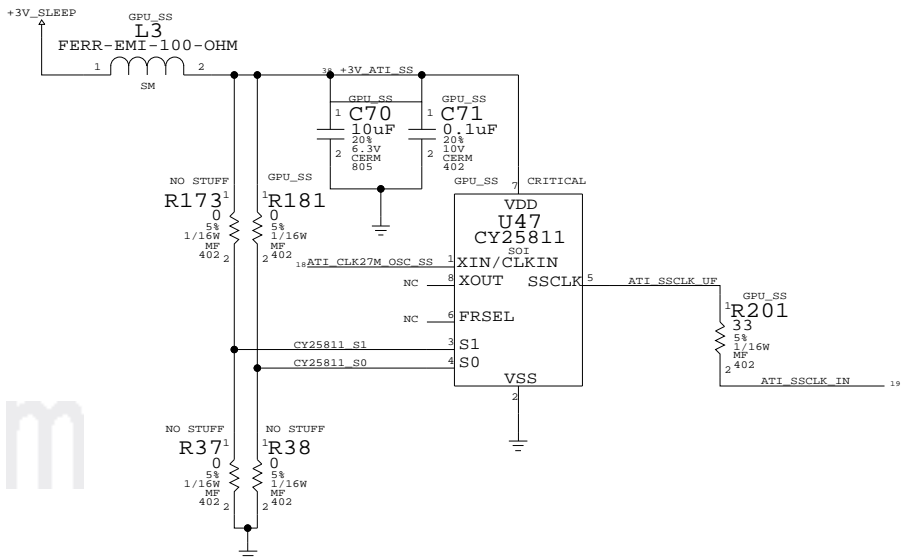 +3V_SLEEP
GPU_SS
L3
FERR-EMI-100-OHM
1
2
SM
38
+3V_ATI_SS
GPU_SS
1
C70
10uF
20%
6.3V
CERM
805
2
GPU_SS
1
C71
0.1uF
20%
10V
CERM
402
2
NO STUFF
R173
1
0
5%
1/16W
MF
402
2
GPU_SS
1
R181
0
5%
1/16W
MF
402
2
GPU_SS
7
CRITICAL
VDD
U47
CY25811
SOI
18
ATI_CLK27M_OSC_SS
1
XIN/CLKIN
NC
8
XOUT
SSCLK
5
ATI_SSCLK_UF
NC
6
FRSEL
CY25811_S1
3
S1
CY25811_S0
4
S0
VSS
2
GPU_SS
1
R201
33
5%
1/16W
MF
402
2
ATI_SSCLK_IN
19
NO STUFF
R37
1
0
5%
1/16W
MF
402
2
NO STUFF
1
R38
0
5%
1/16W
MF
402
2
m